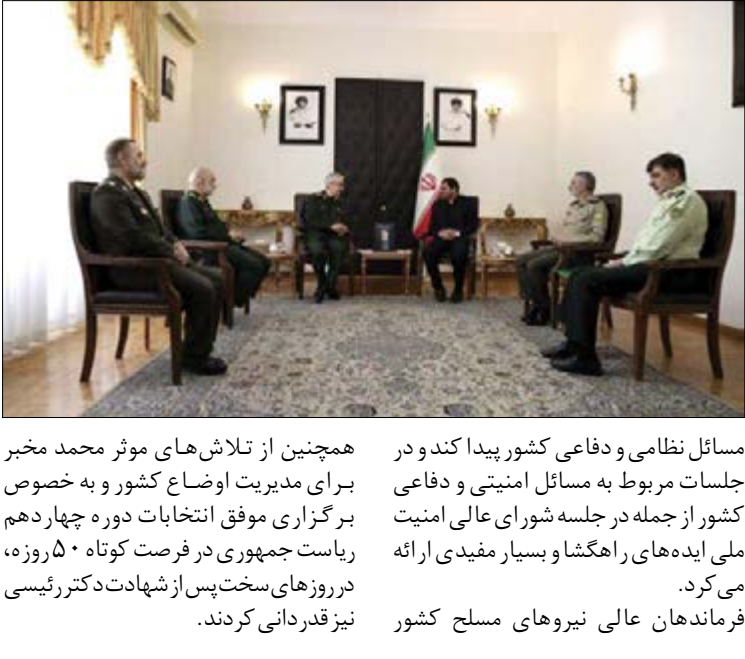 مسائل نظامی و دفاعی کشور پیدا کند و در
جلسات مربوط به مسائل امنیتی و دفاعی
کشور از جمله در جلسه شورای عالی امنیت
ملی ایده‌های راهگشا و بسیار مفیدی ارائه
می‌کرد.
فرماندهان عالی نیروهای مسلح کشور
همچنین از تلاش‌های موثر محمد مخبر
برای مدیریت اوضاع کشور و به خصوص
برگزاری موفق انتخابات دوره چهاردهم
ریاست جمهوری در فرصت کوتاه ۵۰ روزه،
در روزهای سخت پس از شهادت دکتر رئیسی
نیز قدردانی کردند.